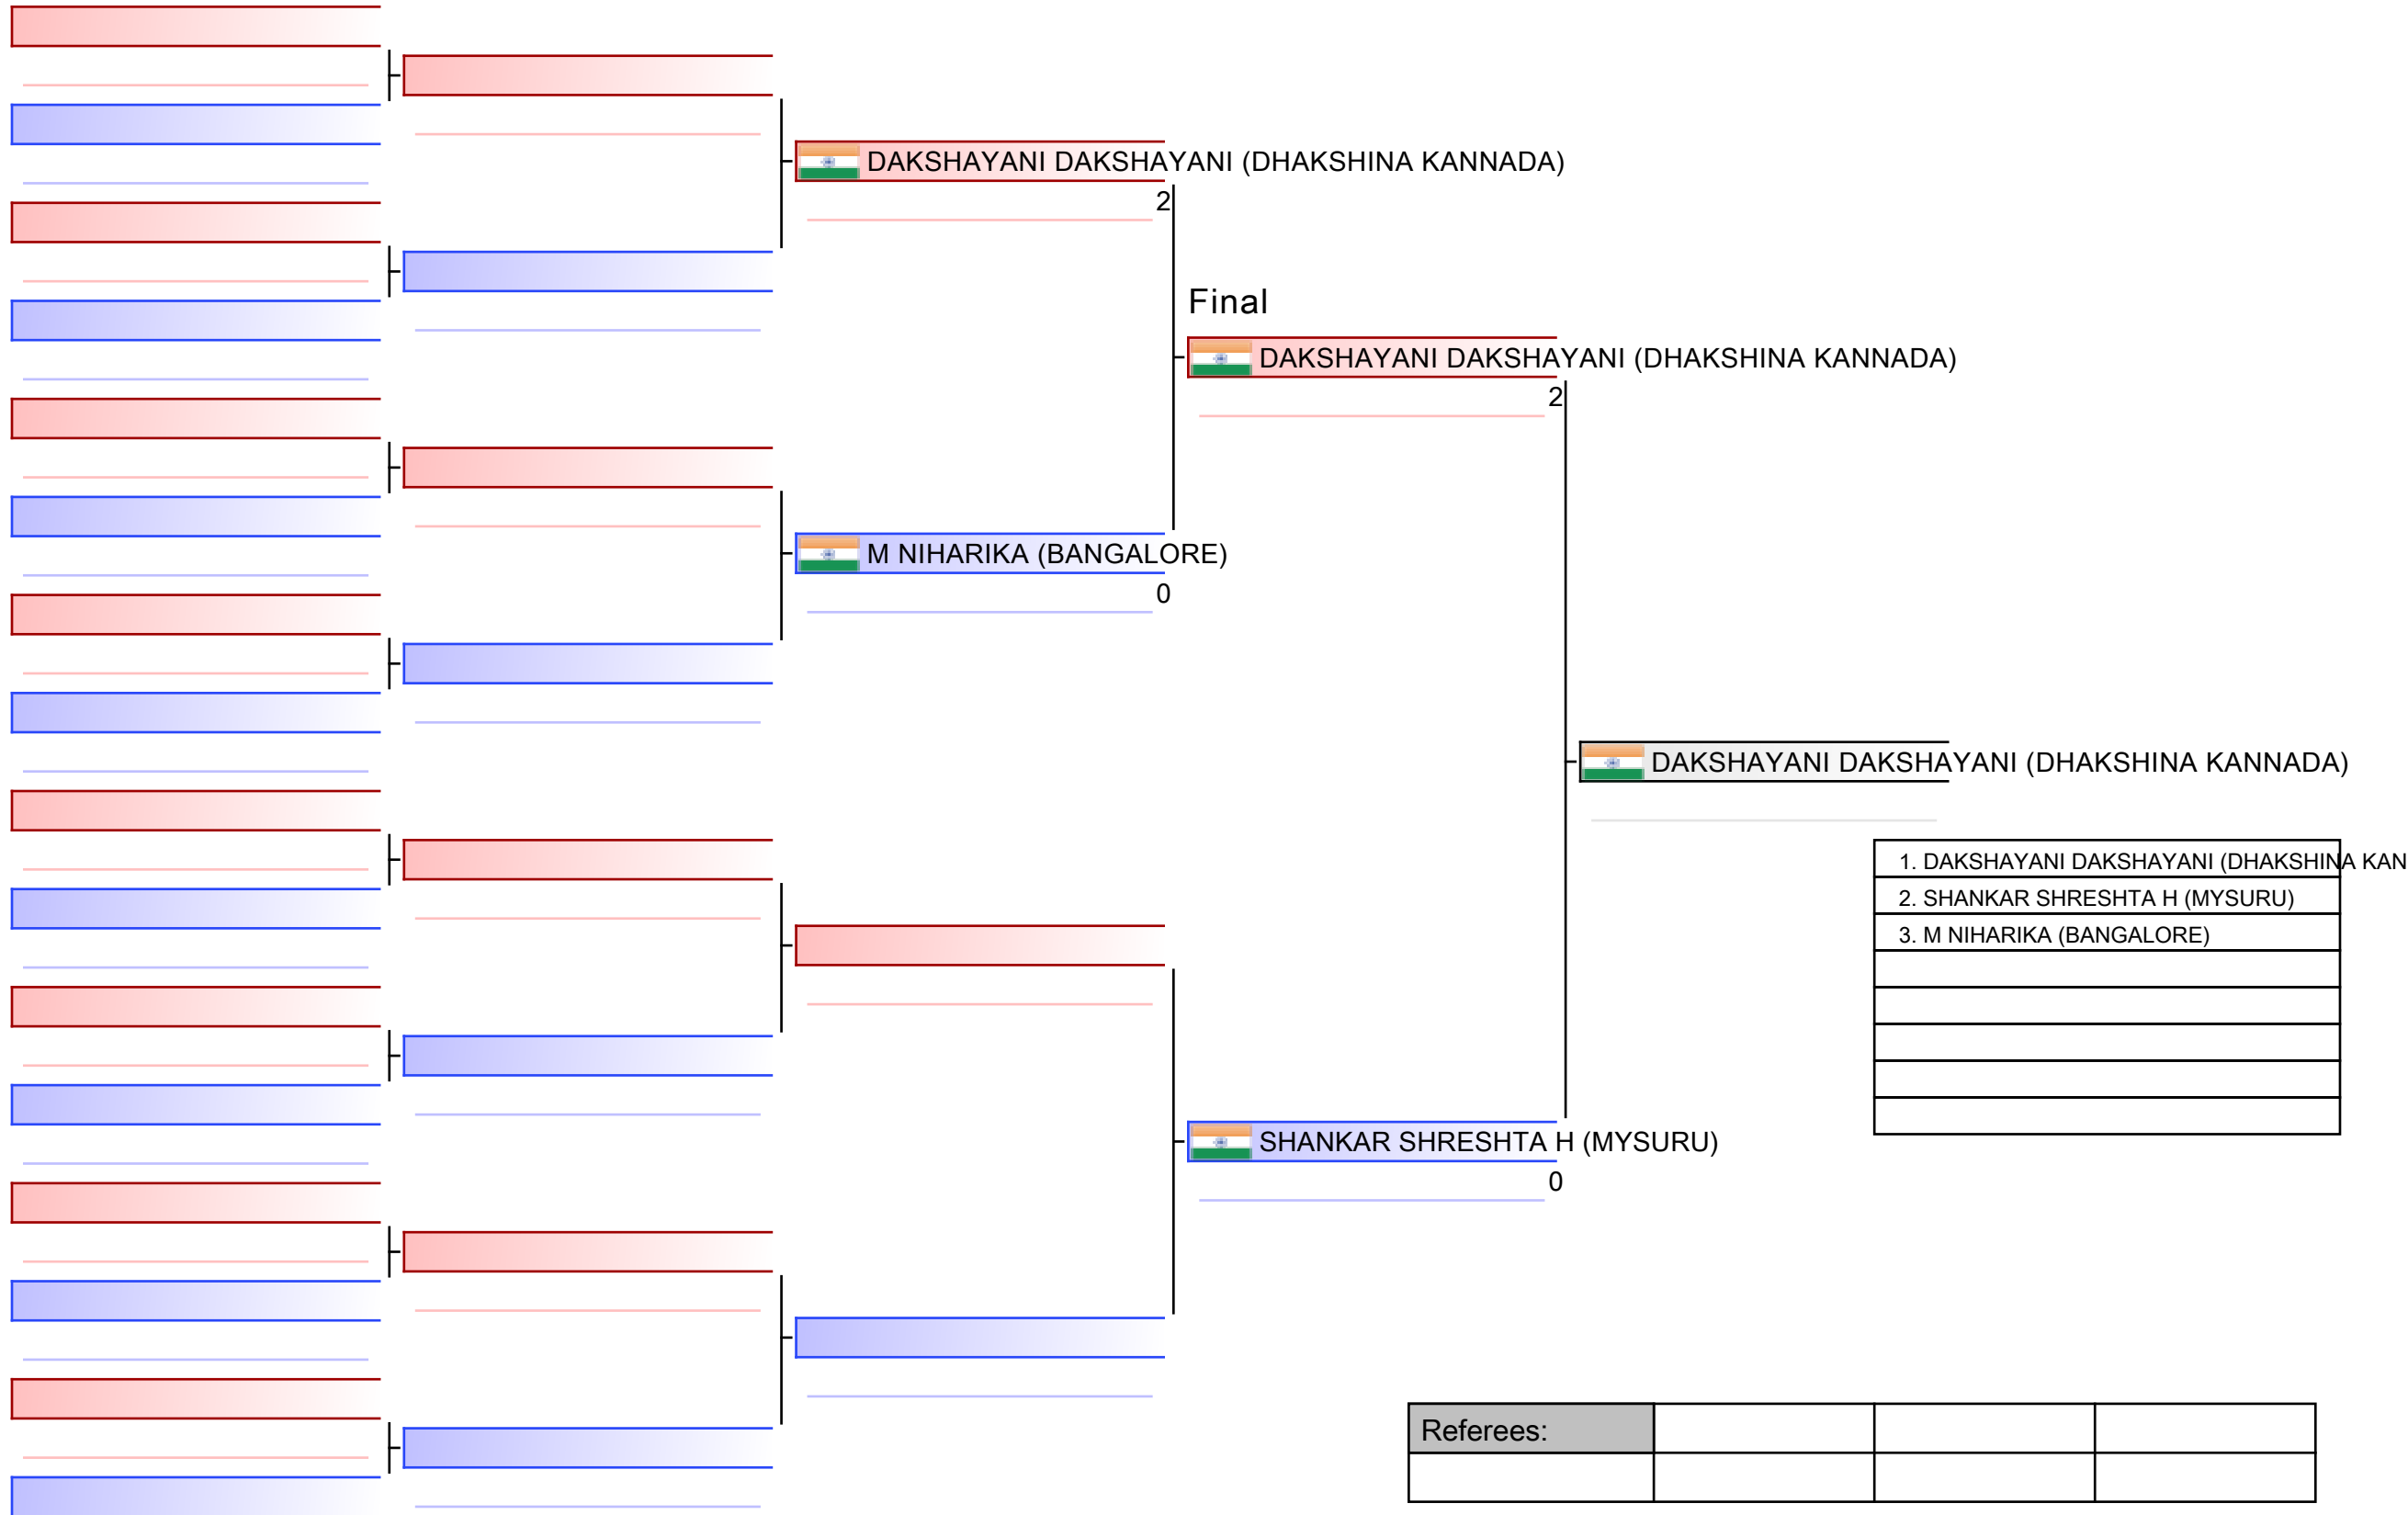 DAKSHAYANI DAKSHAYANI (DHAKSHINA KANNADA)
2
Final
DAKSHAYANI DAKSHAYANI (DHAKSHINA KANNADA)
2
M NIHARIKA (BANGALORE)
0
DAKSHAYANI DAKSHAYANI (DHAKSHINA KANNADA)
1. DAKSHAYANI DAKSHAYANI (DHAKSHINA KAN
2. SHANKAR SHRESHTA H (MYSURU)
3. M NIHARIKA (BANGALORE)
SHANKAR SHRESHTA H (MYSURU)
0
Referees: